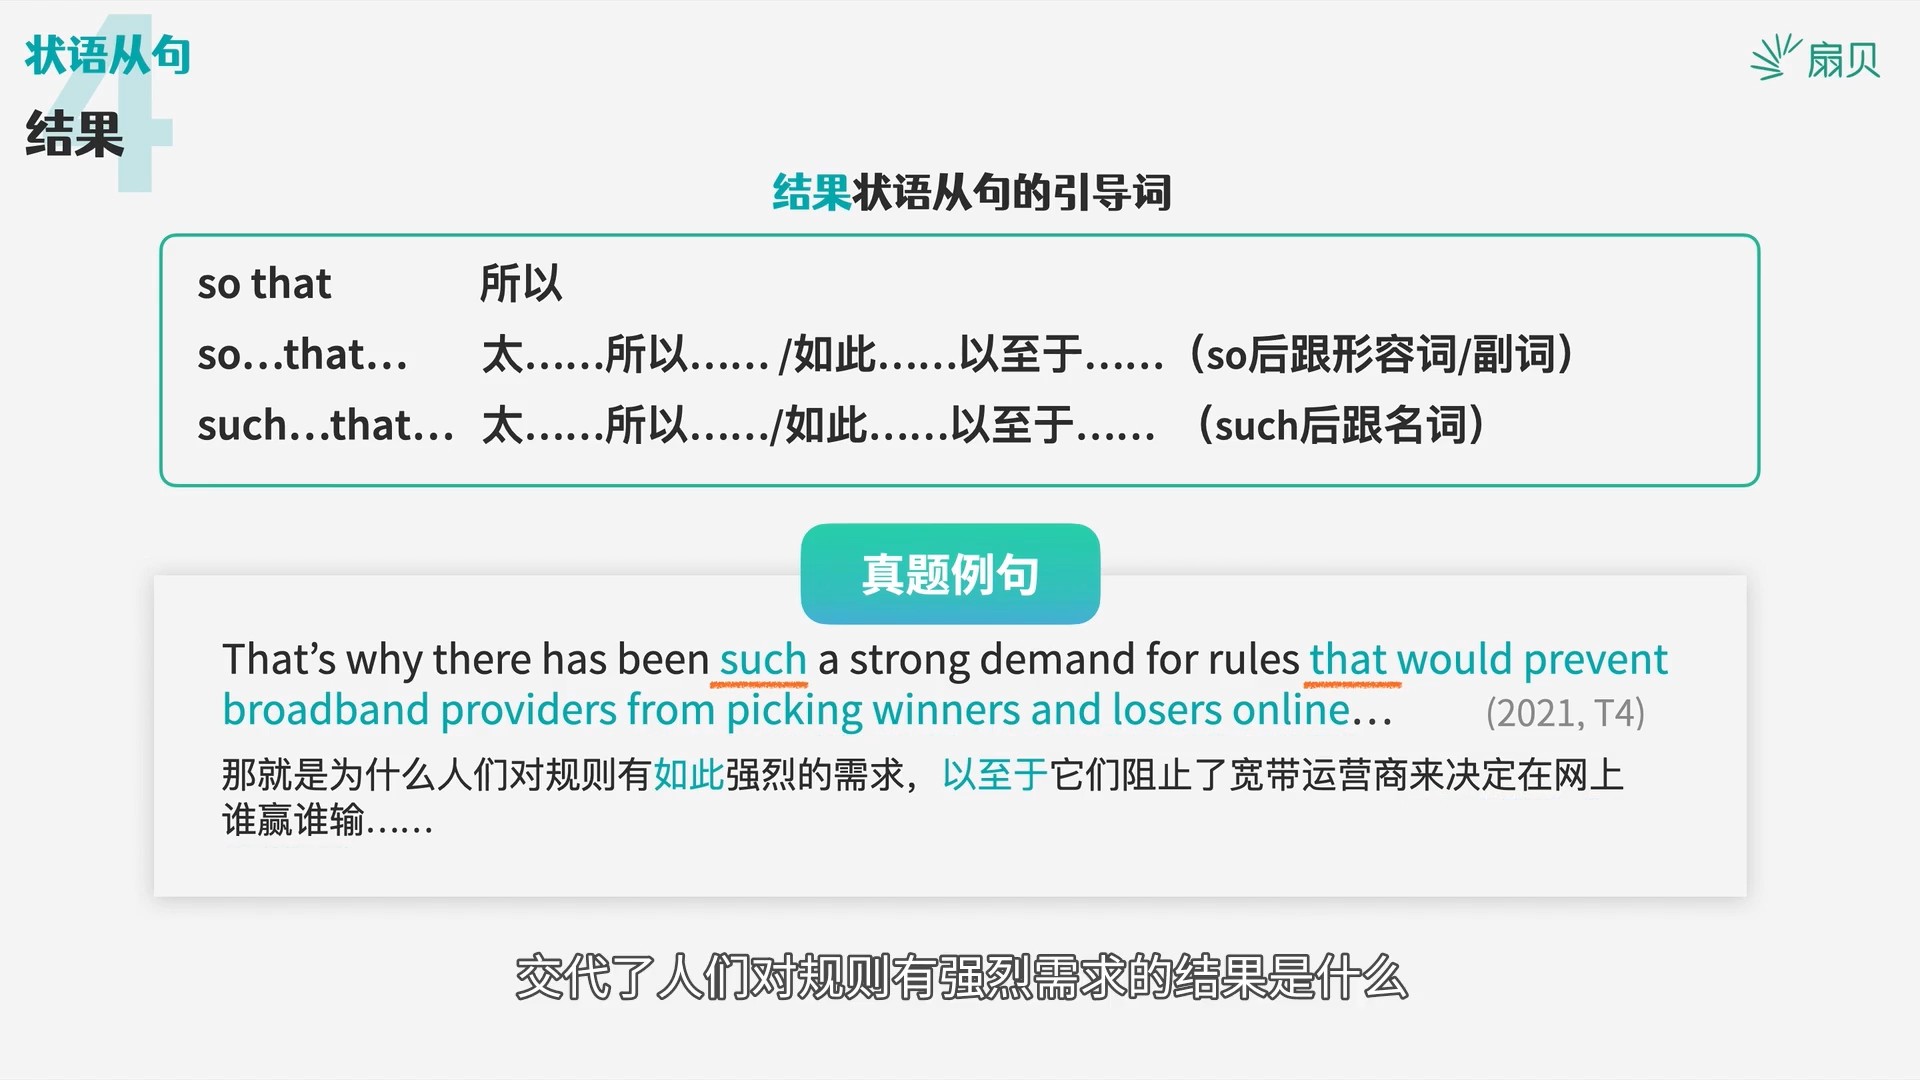 4
状语从句
结果
扇贝
结果状语从句的引导词
so that 所以
so…that… 太……所以…… /如此……以至于……（so后跟形容词/副词）
such…that… 太……所以……/如此……以至于…… （such后跟名词）
真题例句
That’s why there has been such a strong demand for rules that would prevent
broadband providers from picking winners and losers online… (2021, T4)
那就是为什么人们对规则有如此强烈的需求，以至于它们阻止了宽带运营商来决定在网上
谁赢谁输……
交代了人们对规则有强烈需求的结果是什么